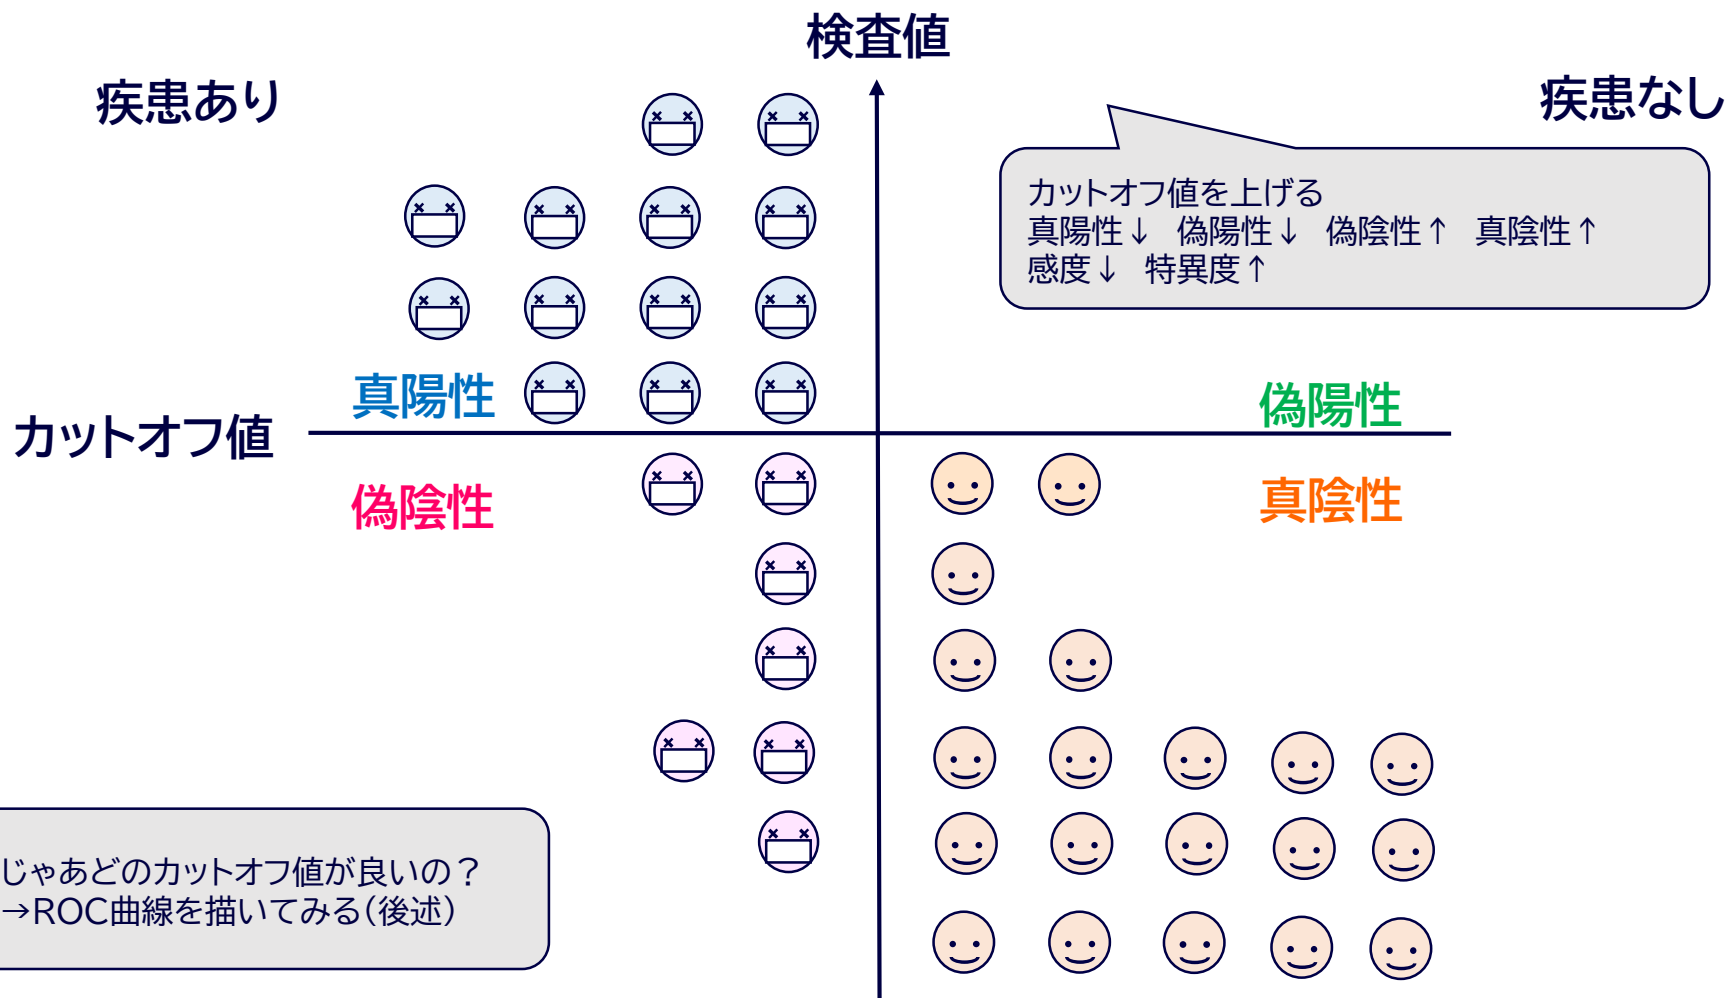 検査値
疾患あり
疾患なし
カットオフ値を上げる
真陽性↓ 偽陽性↓ 偽陰性↑ 真陰性↑
感度↓ 特異度↑
真陽性
偽陽性
カットオフ値
偽陰性
真陰性
じゃあどのカットオフ値が良いの？
→ROC曲線を描いてみる（後述）